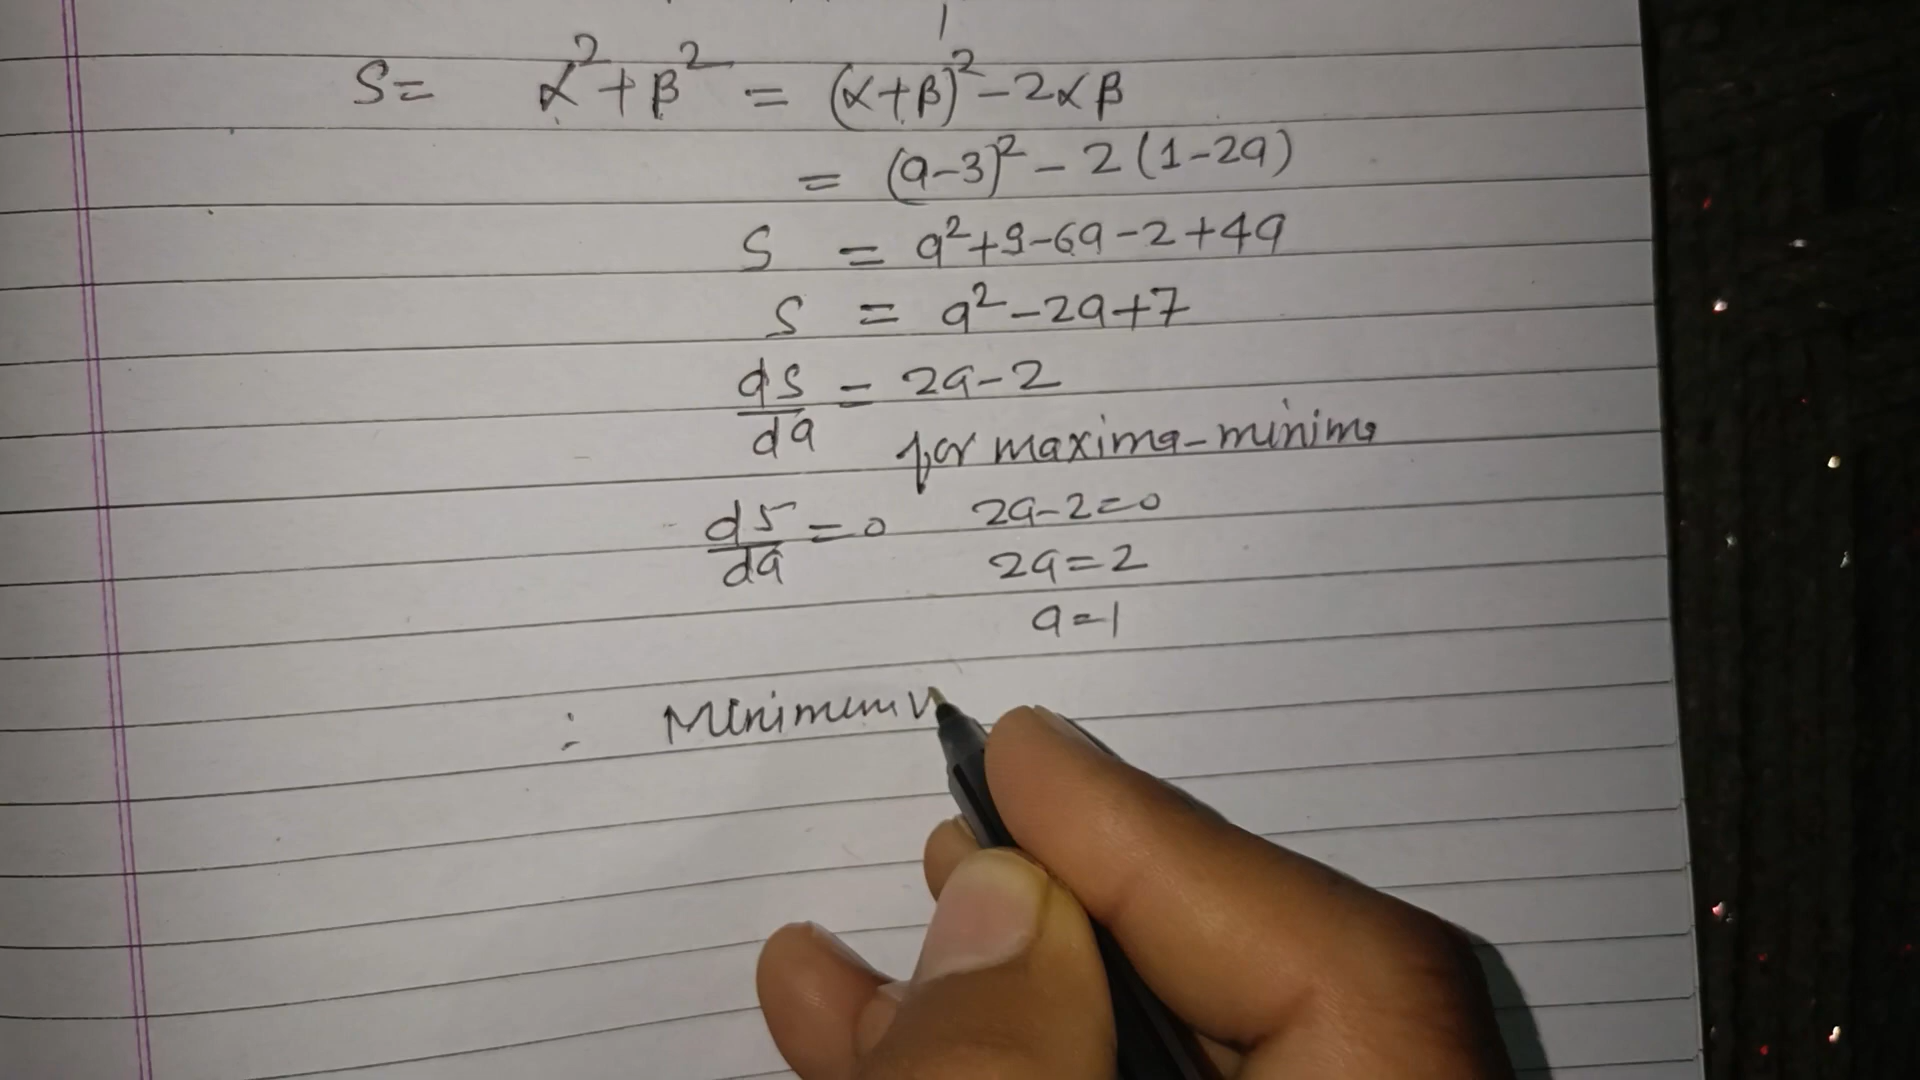 S = α² + β² = (α+β)² - 2αβ
= (a-3)² - 2(1-2a)
S = a²+9-6a-2+4a
S = a²-2a+7
dS/da = 2a-2
for maxima-minima
dS/da = 0 2a-2=0
2a=2
a=1
: Minimum v